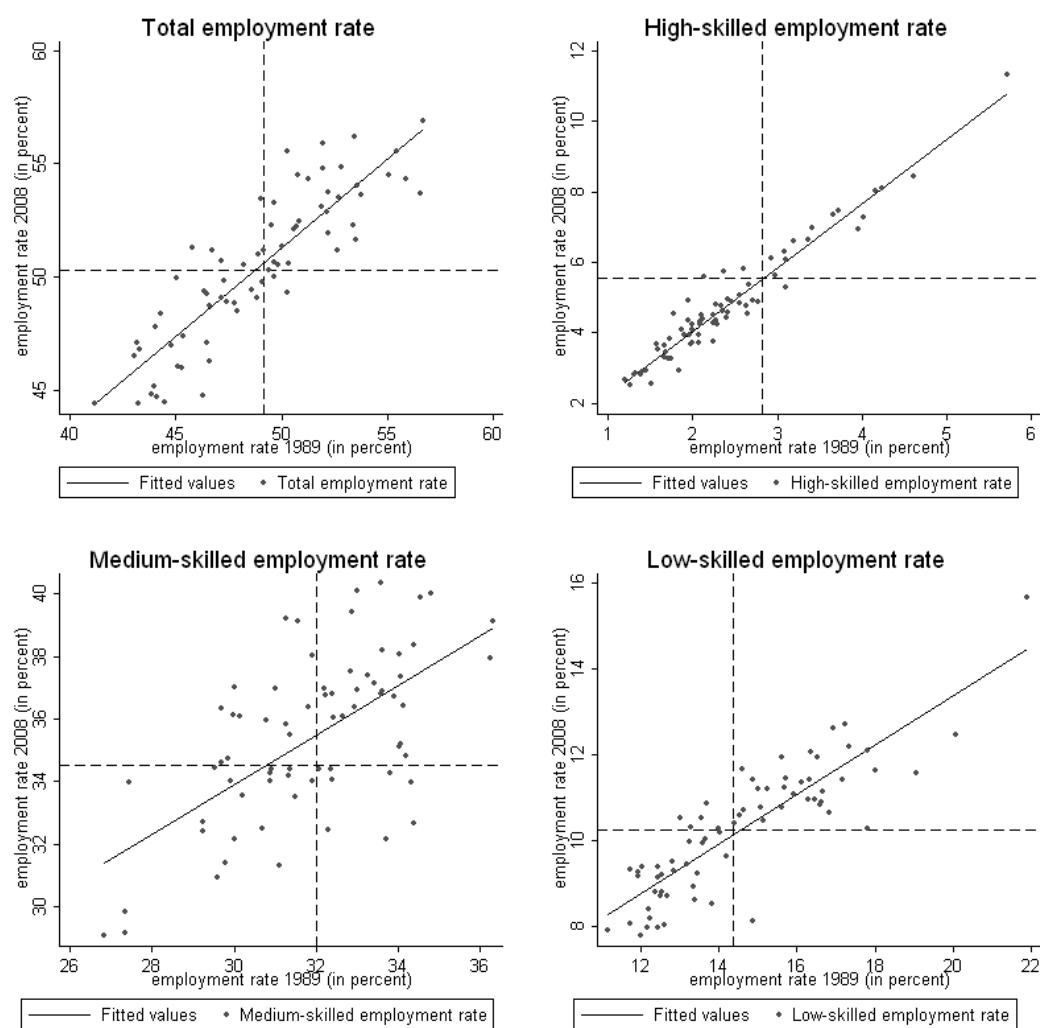 Total employment rate
employment rate 2008 (in percent)
60
55
50
45
40 45 50 55 60
employment rate 1989 (in percent)
Fitted values Total employment rate
High-skilled employment rate
employment rate 2008 (in percent)
12
10
8
6
4
2
1 2 3 4 5 6
employment rate 1989 (in percent)
Fitted values High-skilled employment rate
Medium-skilled employment rate
employment rate 2008 (in percent)
40
38
36
34
32
30
26 28 30 32 34 36
employment rate 1989 (in percent)
Fitted values Medium-skilled employment rate
Low-skilled employment rate
employment rate 2008 (in percent)
16
14
12
10
8
12 14 16 18 20 22
employment rate 1989 (in percent)
Fitted values Low-skilled employment rate